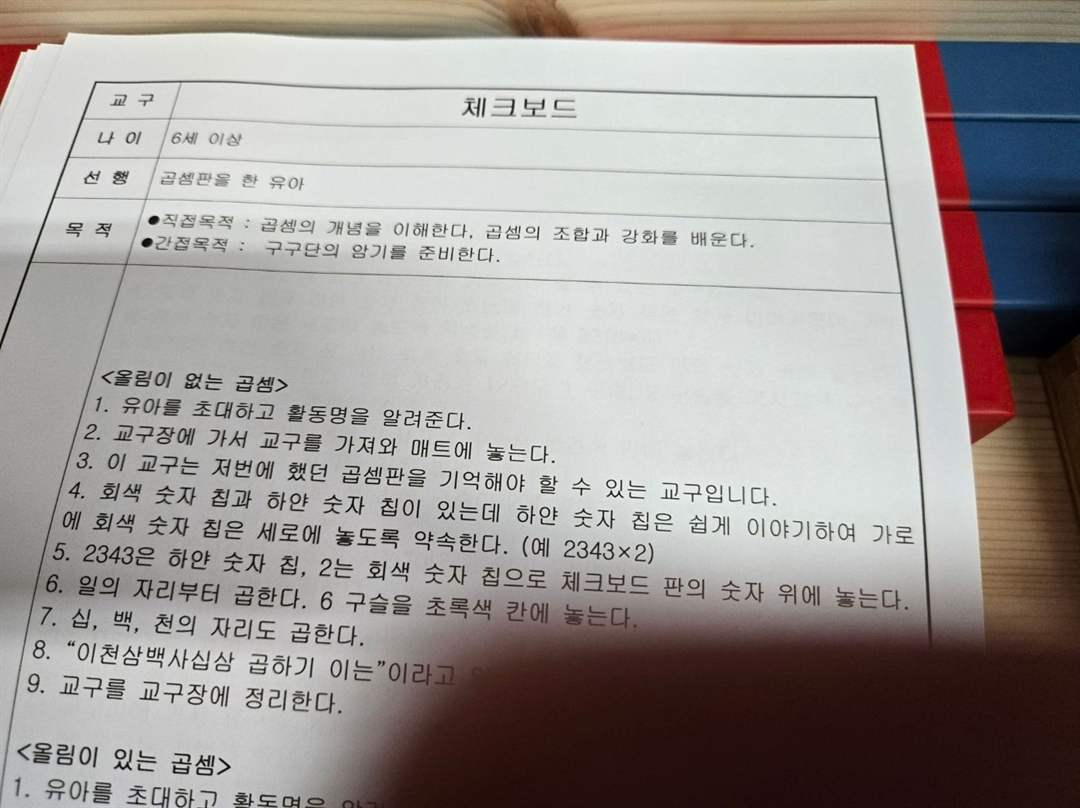 교 구 체크보드
나 이 6세 이상
선 행 곱셈판을 한 유아
목 적 ●직접목적 : 곱셈의 개념을 이해한다, 곱셈의 조합과 강화를 배운다.
●간접목적 : 구구단의 암기를 준비한다.
<올림이 없는 곱셈>
1. 유아를 초대하고 활동명을 알려준다.
2. 교구장에 가서 교구를 가져와 매트에 놓는다.
3. 이 교구는 저번에 했던 곱셈판을 기억해야 할 수 있는 교구입니다.
4. 회색 숫자 칩과 하얀 숫자 칩이 있는데 하얀 숫자 칩은 쉽게 이야기하여 가로
에 회색 숫자 칩은 세로에 놓도록 약속한다. (예 2343×2)
5. 2343은 하얀 숫자 칩, 2는 회색 숫자 칩으로 체크보드 판의 숫자 위에 놓는다.
6. 일의 자리부터 곱한다. 6 구슬을 초록색 칸에 놓는다.
7. 십, 백, 천의 자리도 곱한다.
8. “이천삼백사십삼 곱하기 이는”이라고
9. 교구를 교구장에 정리한다.
<올림이 있는 곱셈>
1. 유아를 초대하고 활동명을